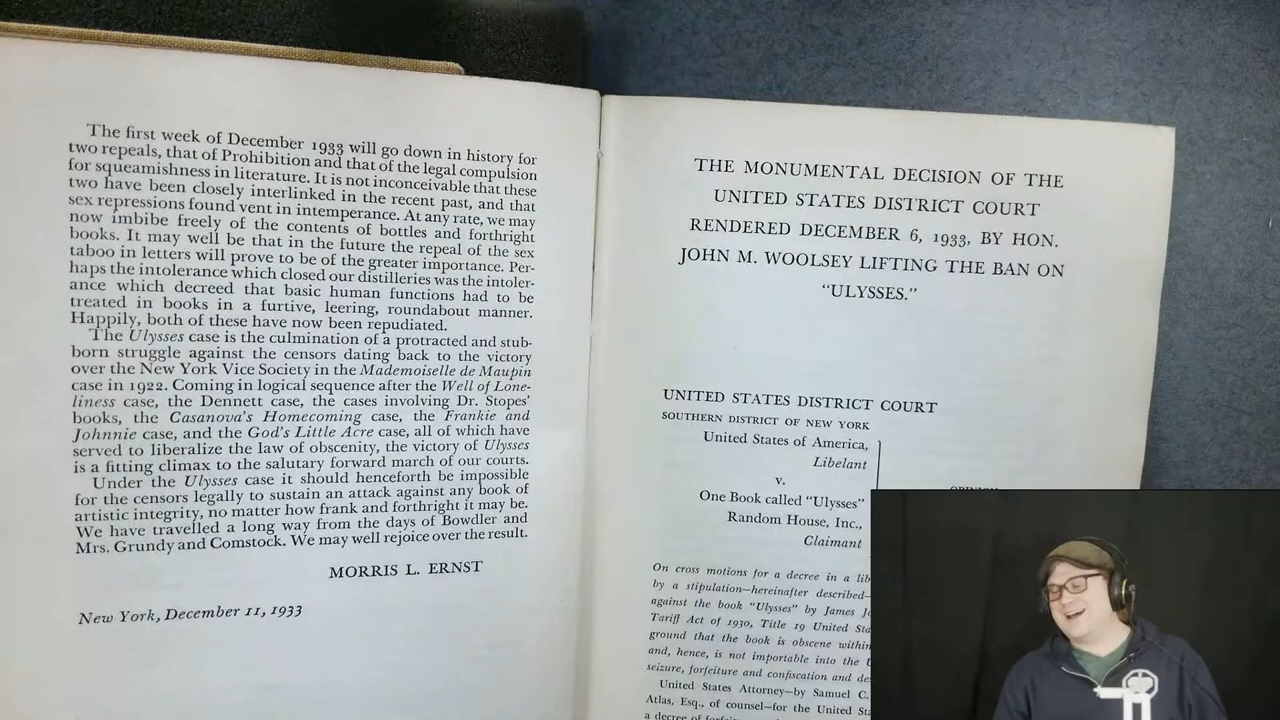 The first week of December 1933 will go down in history for
two repeals, that of Prohibition and that of the legal compulsion
for squeamishness in literature. It is not inconceivable that these
two have been closely interlinked in the recent past, and that
sex repressions found vent in intemperance. At any rate, we may
now imbibe freely of the contents of bottles and forthright
books. It may well be that in the future the repeal of the sex
taboo in letters will prove to be of the greater importance. Per-
haps the intolerance which closed our distilleries was the intoler-
ance which decreed that basic human functions had to be
treated in books in a furtive, leering, roundabout manner.
Happily, both of these have now been repudiated.
The Ulysses case is the culmination of a protracted and stub-
born struggle against the censors dating back to the victory
over the New York Vice Society in the Mademoiselle de Maupin
case in 1922. Coming in logical sequence after the Well of Lone-
liness case, the Dennett case, the cases involving Dr. Stopes'
books, the Casanova's Homecoming case, the Frankie and
Johnnie case, and the God's Little Acre case, all of which have
served to liberalize the law of obscenity, the victory of Ulysses
is a fitting climax to the salutary forward march of our courts.
Under the Ulysses case it should henceforth be impossible
for the censors legally to sustain an attack against any book of
artistic integrity, no matter how frank and forthright it may be.
We have travelled a long way from the days of Bowdler and
Mrs. Grundy and Comstock. We may well rejoice over the result.
MORRIS L. ERNST
New York, December 11, 1933
THE MONUMENTAL DECISION OF THE
UNITED STATES DISTRICT COURT
RENDERED DECEMBER 6, 1933, BY HON.
JOHN M. WOOLSEY LIFTING THE BAN ON
"ULYSSES."
UNITED STATES DISTRICT COURT
SOUTHERN DISTRICT OF NEW YORK
United States of America,
Libelant
v.
One Book called "Ulysses"
Random House, Inc.,
Claimant
On cross motions for a decree in a lib
by a stipulation—hereinafter described—
against the book "Ulysses" by James Jo
Tariff Act of 1930, Title 19 United Sta
ground that the book is obscene within
and, hence, is not importable into the U
seizure, forfeiture and confiscation and de
United States Attorney—by Samuel C.
Atlas, Esq., of counsel—for the United Sta
a decree of